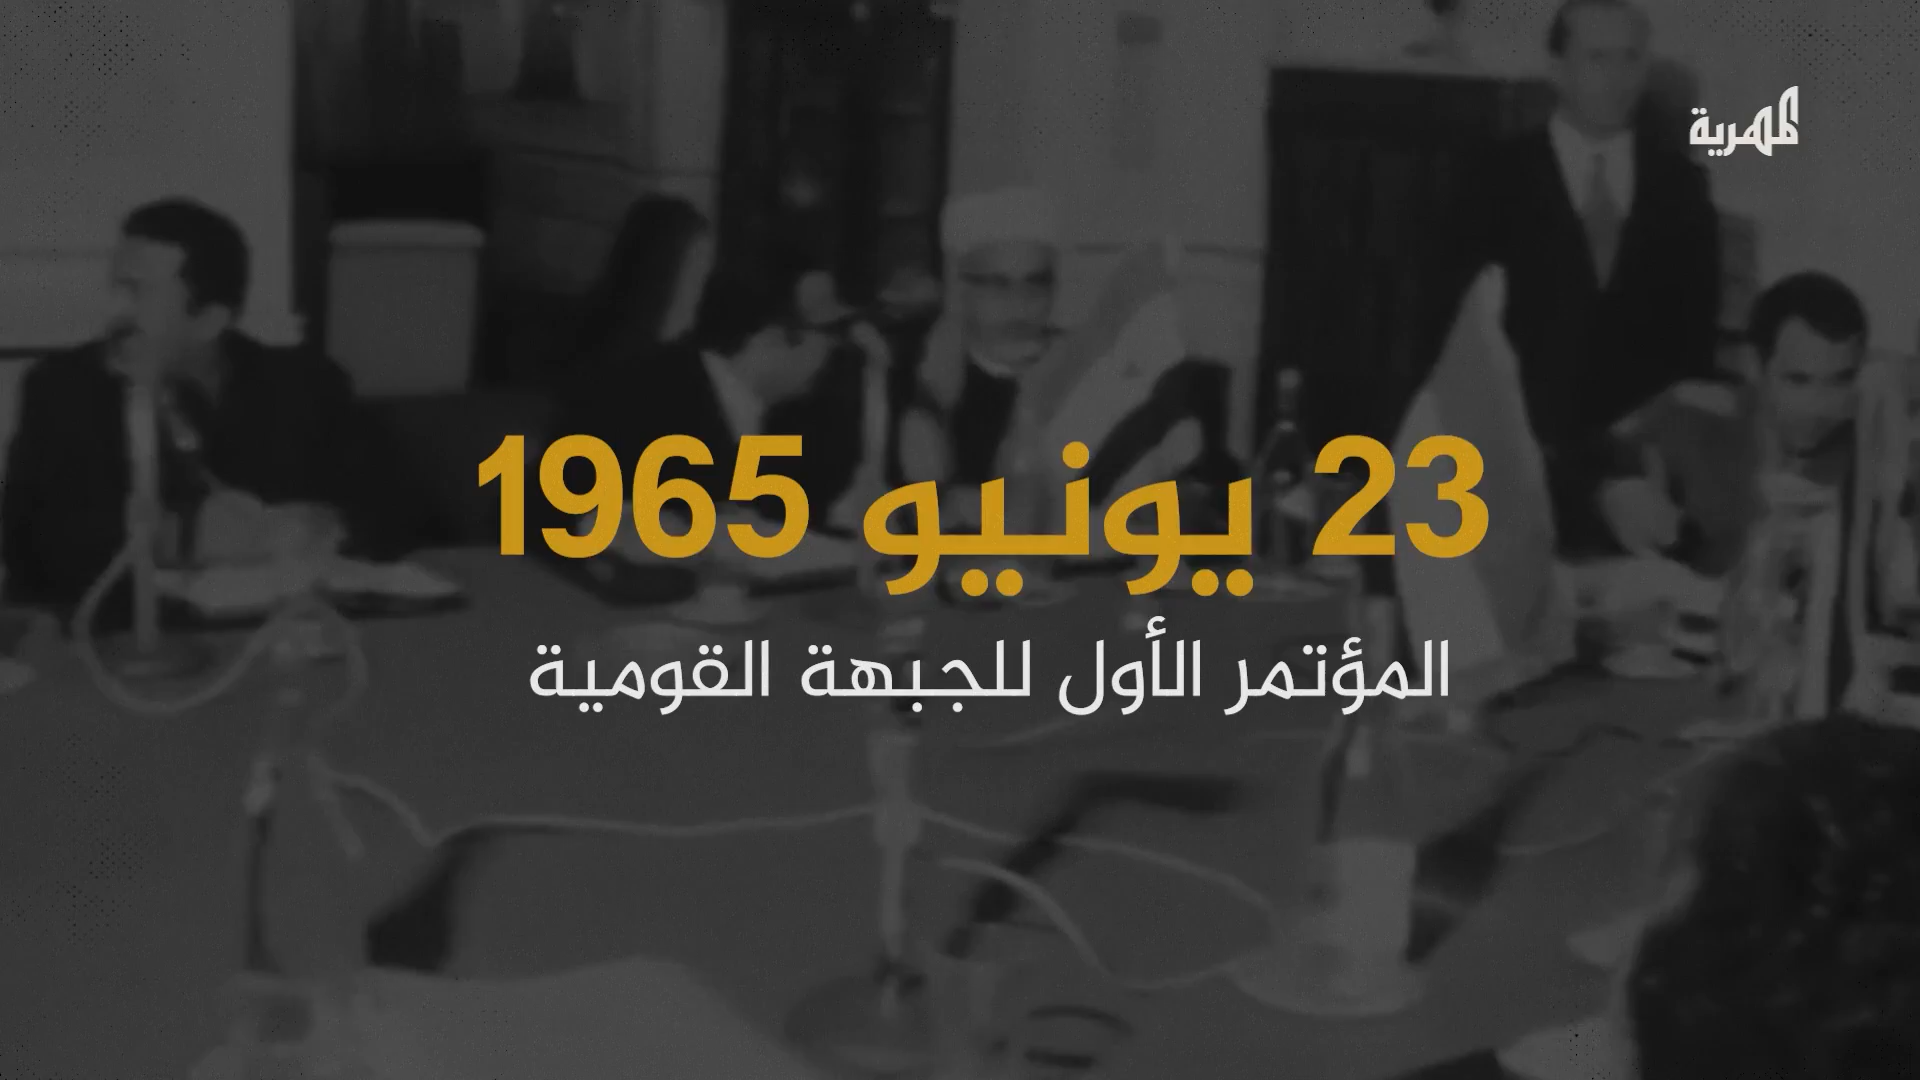 المهرية
23 يونيو 1965
المؤتمر الأول للجبهة القومية